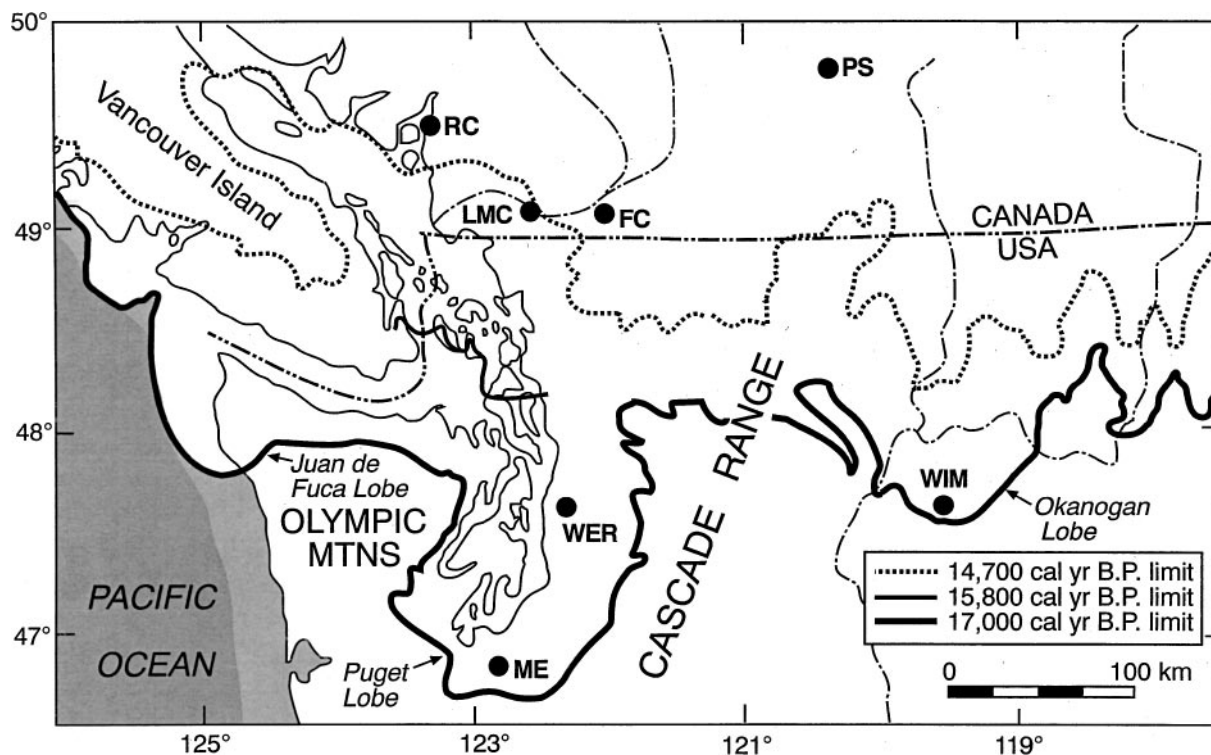 50°
PS
Vancouver Island
RC
LMC
FC
49°
CANADA
USA
48°
Juan de
Fuca Lobe
OLYMPIC
MTNS
WER
CASCADE RANGE
WIM
Okanogan
Lobe
PACIFIC
OCEAN
47°
Puget
Lobe
ME
14,700 cal yr B.P. limit
15,800 cal yr B.P. limit
17,000 cal yr B.P. limit
0 100 km
125° 123° 121° 119°